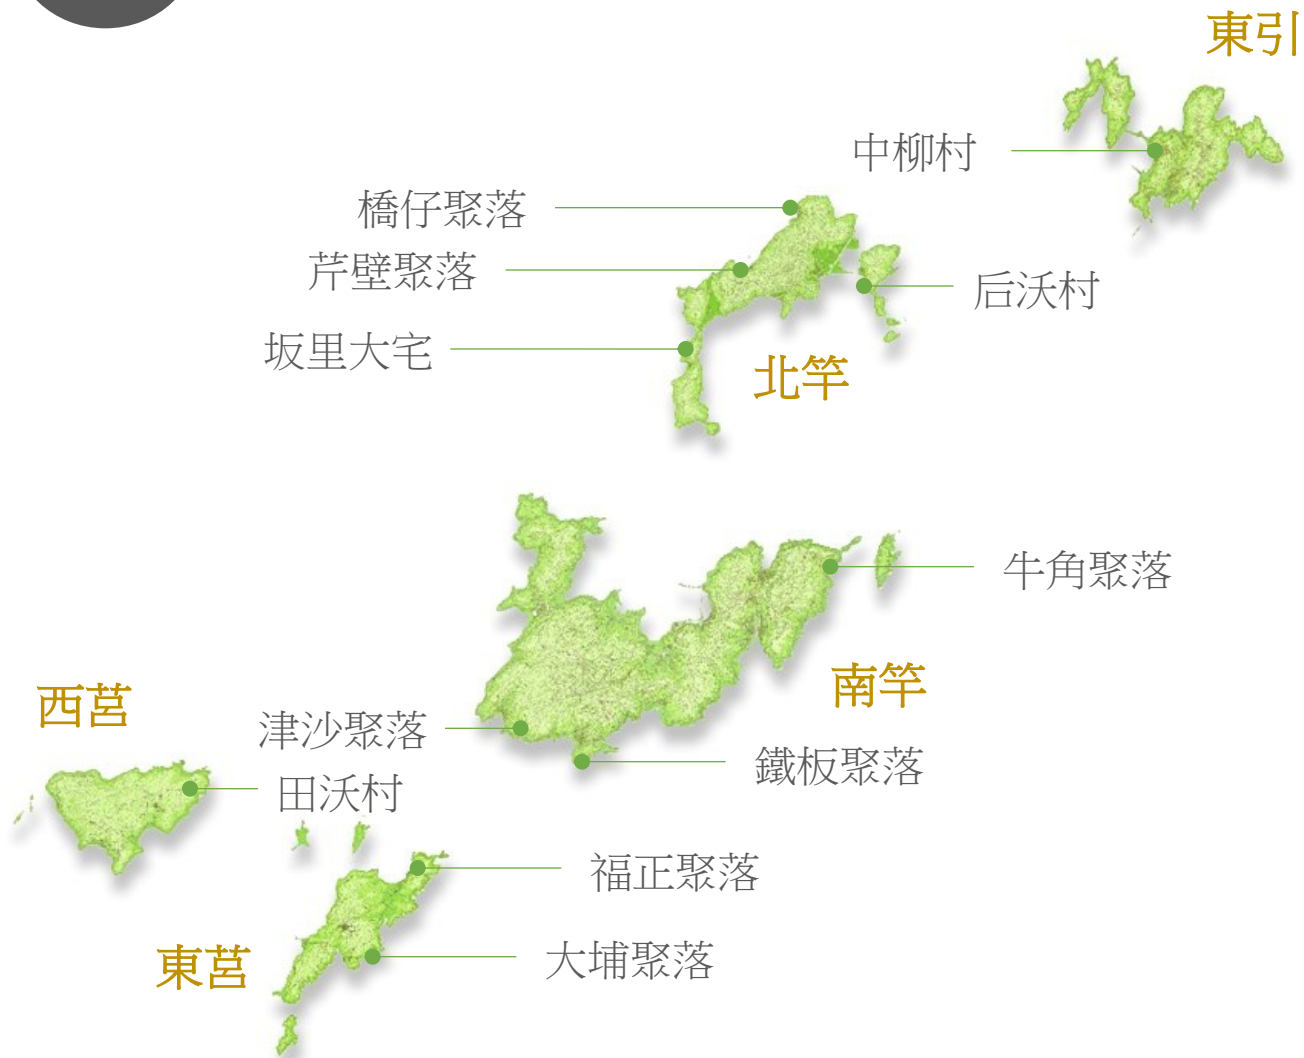 東引
中柳村
橋仔聚落
芹壁聚落
后沃村
坂里大宅
北竿
牛角聚落
南竿
西莒
津沙聚落
鐵板聚落
田沃村
福正聚落
東莒
大埔聚落